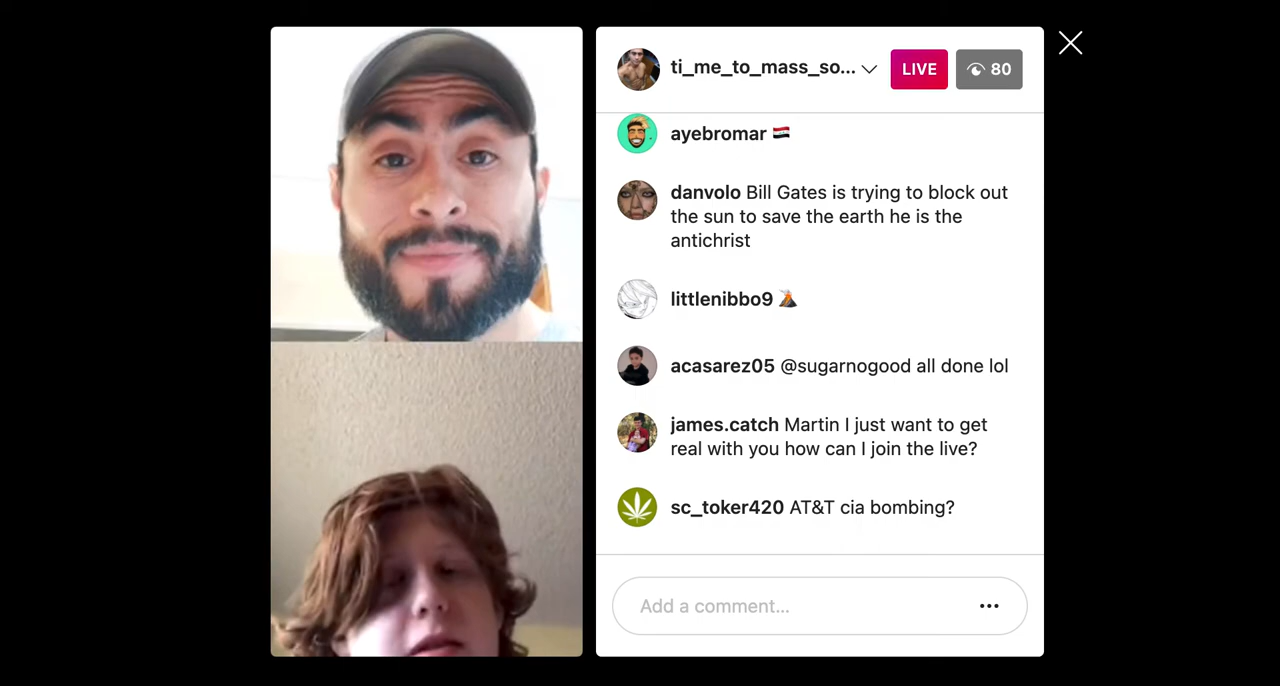 ti_me_to_mass_so...
LIVE
80
ayebromar
danvolo Bill Gates is trying to block out
the sun to save the earth he is the
antichrist
littlenibbo9
acasarez05 @sugarnogood all done lol
james.catch Martin I just want to get
real with you how can I join the live?
sc_toker420 AT&T cia bombing?
Add a comment...